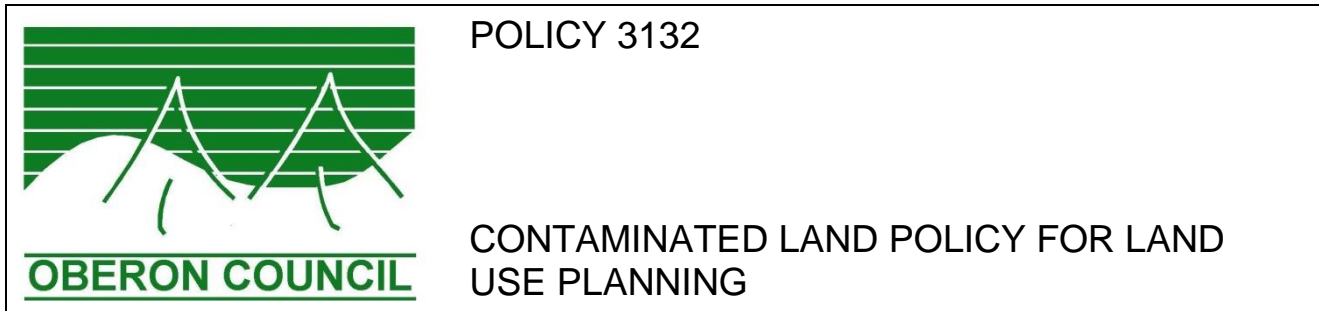 POLICY 3132
CONTAMINATED LAND POLICY FOR LAND
USE PLANNING
OBERON COUNCIL